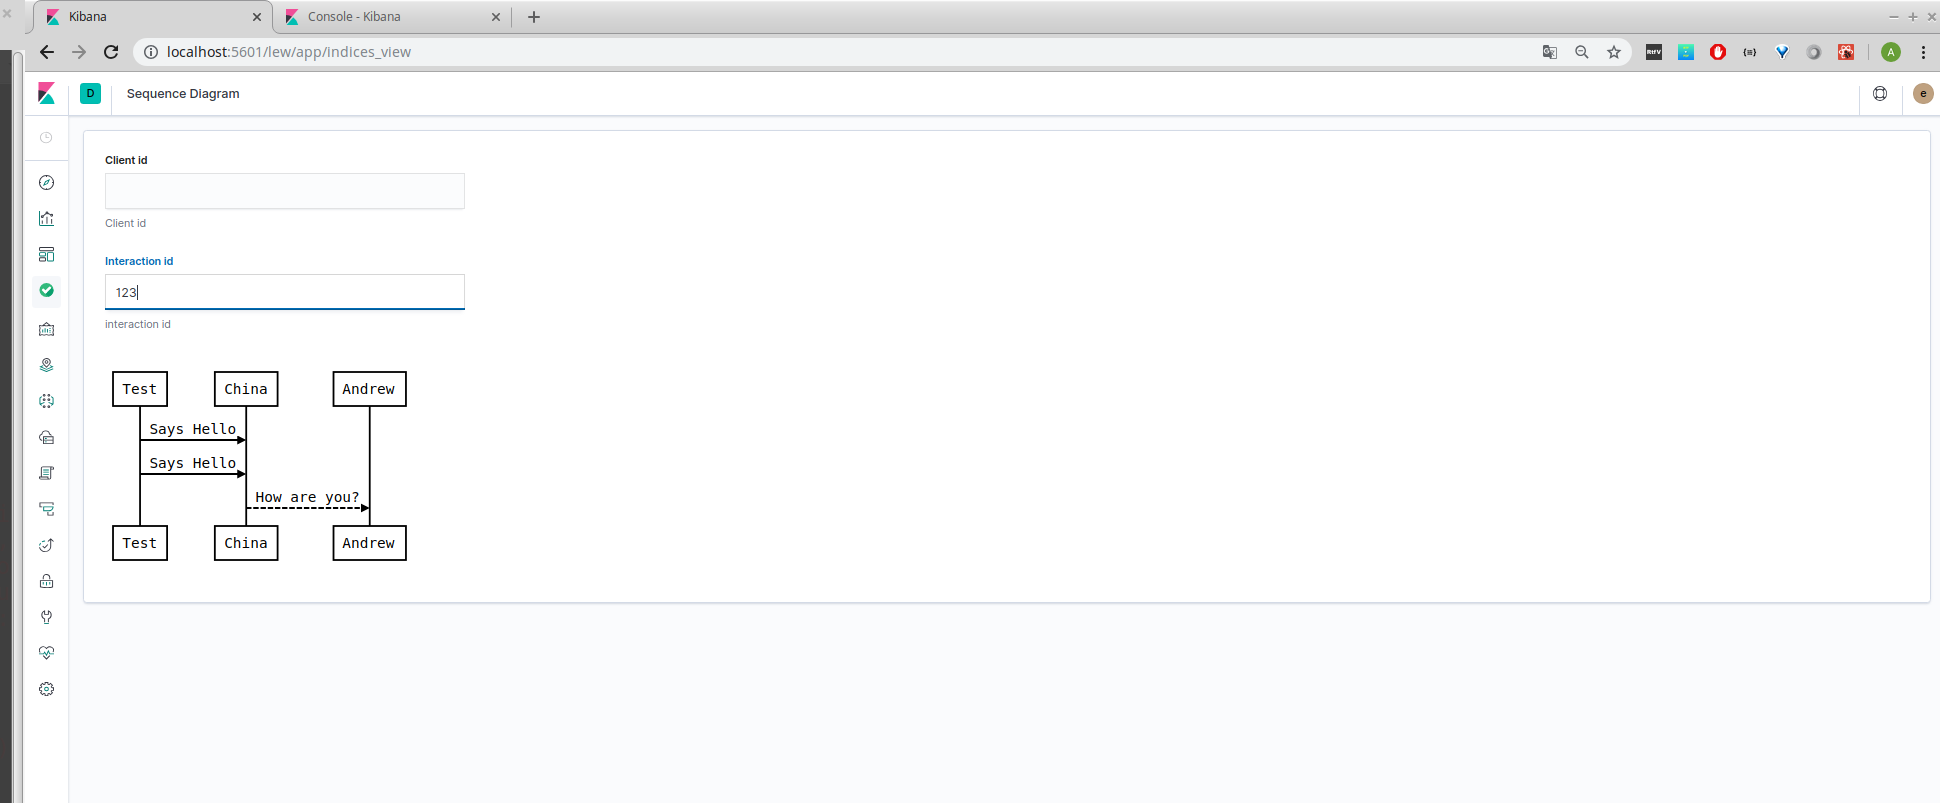 Kibana
Console - Kibana
localhost:5601/lew/app/indices_view
A
D
Sequence Diagram
e
Client id
Client id
Interaction id
123
interaction id
Test China Andrew
Says Hello
Says Hello
How are you?
Test China Andrew